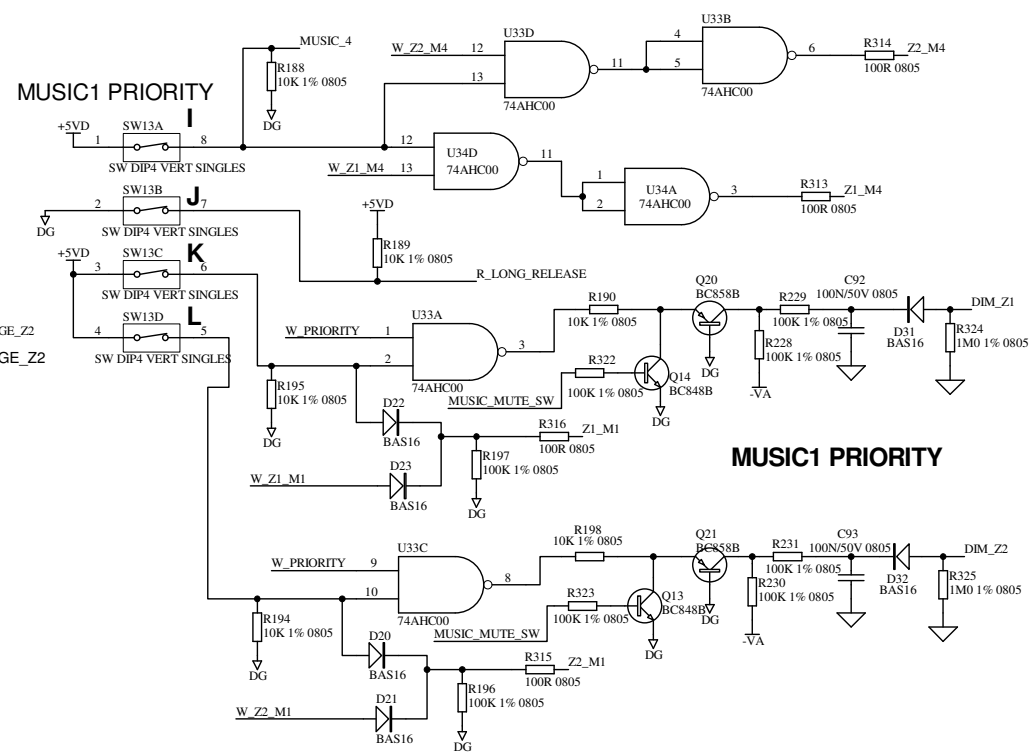 U33D
U33B
W_Z2_M4
12
13
11
74AHC00
4
5
6
74AHC00
R314
100R 0805
Z2_M4
MUSIC_4
R188
10K 1% 0805
DG
MUSIC1 PRIORITY
+5VD
1
SW13A
I
8
SW DIP4 VERT SINGLES
12
W_Z1_M4
13
U34D
74AHC00
11
1
2
U34A
74AHC00
3
R313
100R 0805
Z1_M4
DG
2
SW13B
J
7
SW DIP4 VERT SINGLES
+5VD
R189
10K 1% 0805
R_LONG_RELEASE
+5VD
3
SW13C
K
6
SW DIP4 VERT SINGLES
GE_Z2
GE_Z2
4
SW13D
L
5
SW DIP4 VERT SINGLES
W_PRIORITY
1
2
U33A
74AHC00
3
R190
10K 1% 0805
Q20
BC858B
DG
R229
100K 1% 0805
R228
100K 1% 0805
-VA
C92
100N/50V 0805
D31
BAS16
DIM_Z1
R324
1M0 1% 0805
R195
10K 1% 0805
DG
MUSIC_MUTE_SW
R322
100K 1% 0805
Q14
BC848B
DG
D22
BAS16
D23
BAS16
W_Z1_M1
R316
100R 0805
Z1_M1
R197
100K 1% 0805
DG
MUSIC1 PRIORITY
W_PRIORITY
9
10
U33C
74AHC00
8
R198
10K 1% 0805
Q21
BC858B
DG
R231
100K 1% 0805
R230
100K 1% 0805
-VA
C93
100N/50V 0805
D32
BAS16
DIM_Z2
R325
1M0 1% 0805
R194
10K 1% 0805
DG
MUSIC_MUTE_SW
R323
100K 1% 0805
Q13
BC848B
DG
D20
BAS16
D21
BAS16
W_Z2_M1
R315
100R 0805
Z2_M1
R196
100K 1% 0805
DG